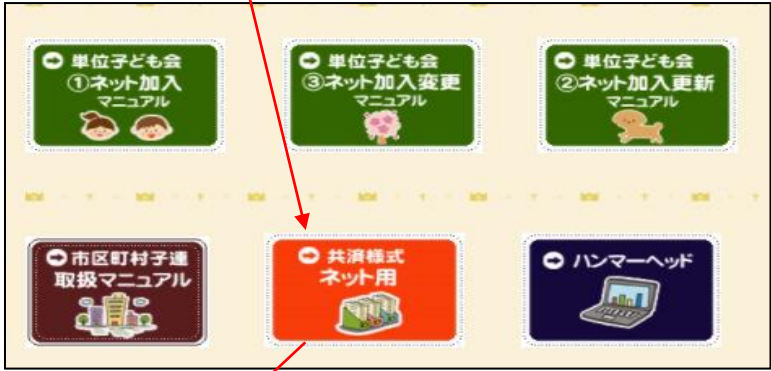 単位子ども会
①ネット加入
マニュアル
単位子ども会
③ネット加入変更
マニュアル
単位子ども会
②ネット加入更新
マニュアル
市区町村子連
取扱マニュアル
共済様式
ネット用
ハンマーヘッド